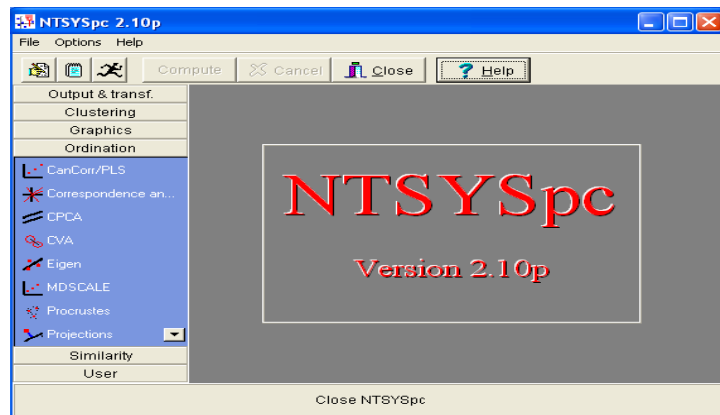 NTSYSpc 2.10p
File Options Help
Compute Cancel Close Help
Output & transf.
Clustering
Graphics
Ordination
CanCorr/PLS
Correspondence an...
CPCA
CVA
Eigen
MDSCALE
Procrustes
Projections
Similarity
User
NTSYSpc
Version 2.10p
Close NTSYSpc